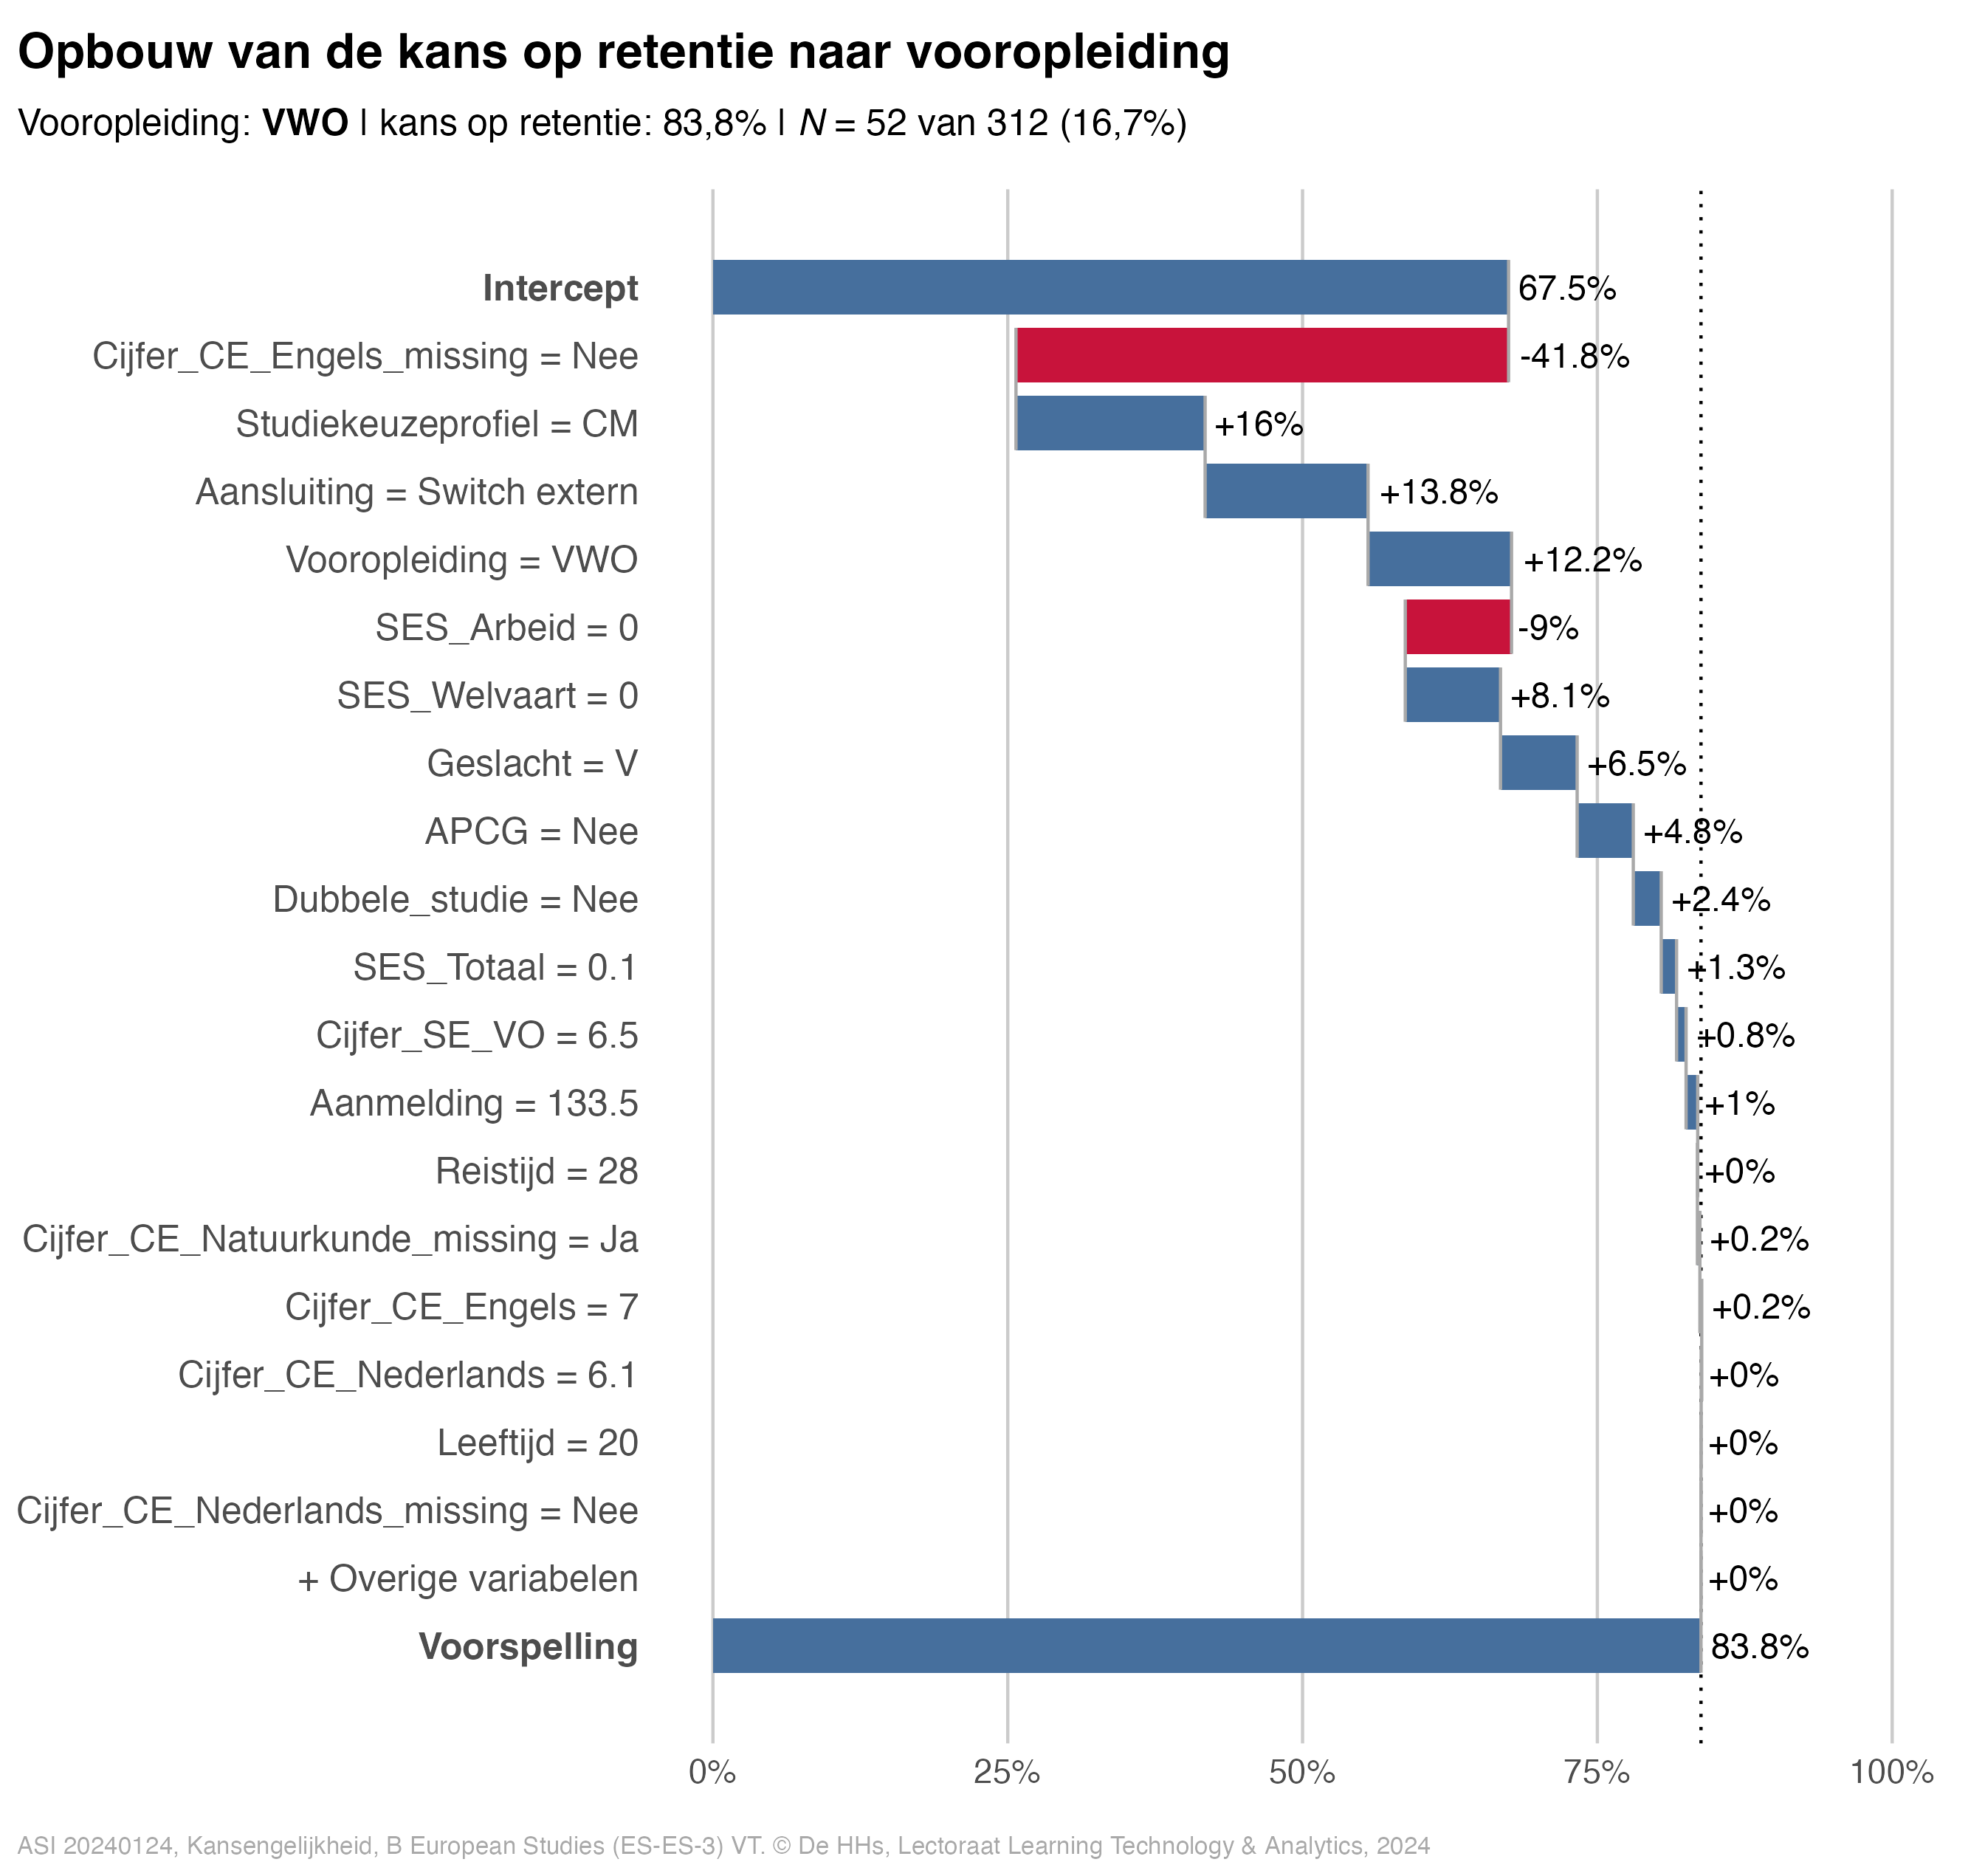 Opbouw van de kans op retentie naar vooropleiding
Vooropleiding: VWO | kans op retentie: 83,8% | N = 52 van 312 (16,7%)
Intercept 67.5%
Cijfer_CE_Engels_missing = Nee -41.8%
Studiekeuzeprofiel = CM +16%
Aansluiting = Switch extern +13.8%
Vooropleiding = VWO +12.2%
SES_Arbeid = 0 -9%
SES_Welvaart = 0 +8.1%
Geslacht = V +6.5%
APCG = Nee +4.8%
Dubbele_studie = Nee +2.4%
SES_Totaal = 0.1 +1.3%
Cijfer_SE_VO = 6.5 +0.8%
Aanmelding = 133.5 +1%
Reistijd = 28 +0%
Cijfer_CE_Natuurkunde_missing = Ja +0.2%
Cijfer_CE_Engels = 7 +0.2%
Cijfer_CE_Nederlands = 6.1 +0%
Leeftijd = 20 +0%
Cijfer_CE_Nederlands_missing = Nee +0%
+ Overige variabelen +0%
Voorspelling 83.8%
0% 25% 50% 75% 100%
ASI 20240124, Kansengelijkheid, B European Studies (ES-ES-3) VT. © De HHs, Lectoraat Learning Technology & Analytics, 2024